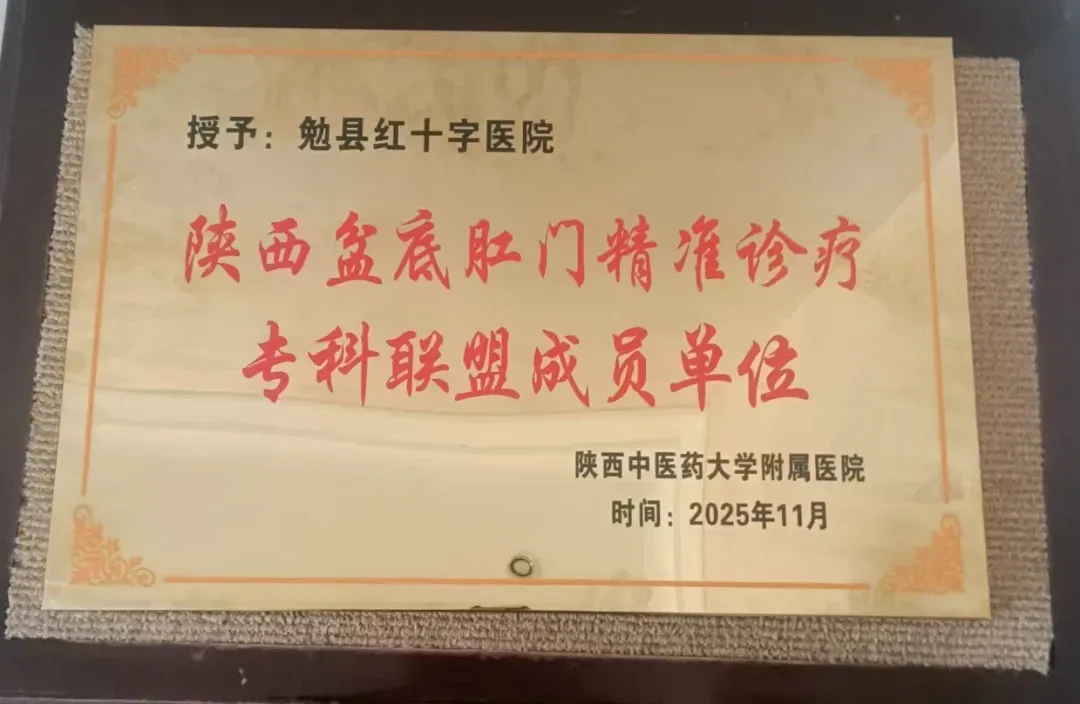 授予：勉县红十字医院
陕西盆底肛门精准诊疗
专科联盟成员单位
陕西中医药大学附属医院
时间：2025年11月